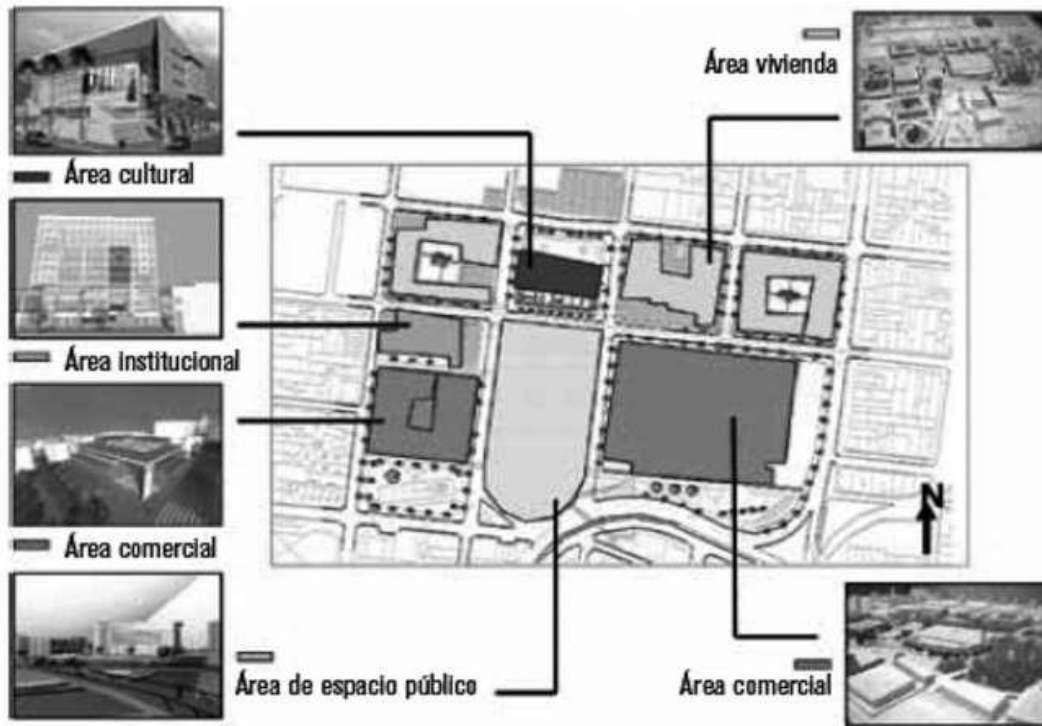 Área vivienda
Área cultural
Área institucional
Área comercial
N
Área de espacio público
Área comercial